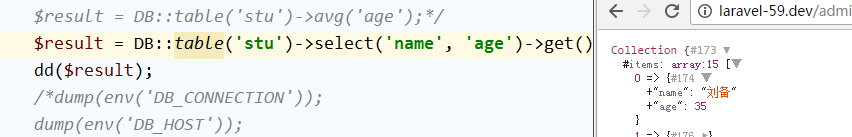 $result = DB::table('stu')->avg('age');*/
$result = DB::table('stu')->select('name', 'age')->get()
dd($result);
/*dump(env('DB_CONNECTION'));
dump(env('DB_HOST'));
laravel-59.dev/admi
Collection {#173 ▼
#items: array:15 [▼
0 => {#174 ▼
+"name": "刘备"
+"age": 35
}
1 => {#176 ▶}